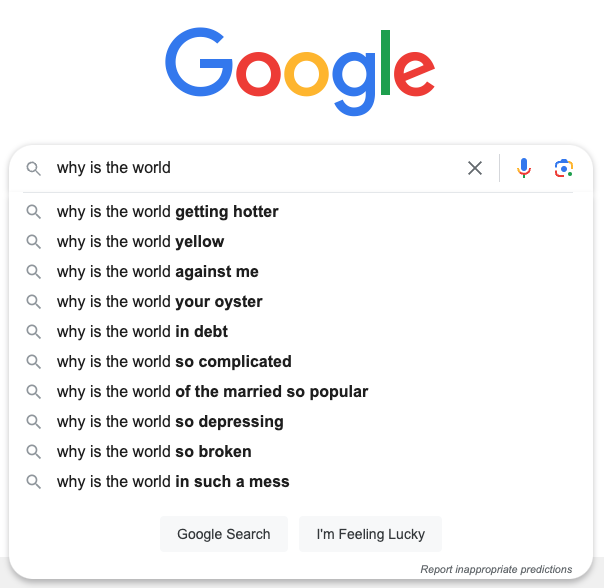 Google
why is the world
why is the world getting hotter
why is the world yellow
why is the world against me
why is the world your oyster
why is the world in debt
why is the world so complicated
why is the world of the married so popular
why is the world so depressing
why is the world so broken
why is the world in such a mess
Google Search I'm Feeling Lucky
Report inappropriate predictions